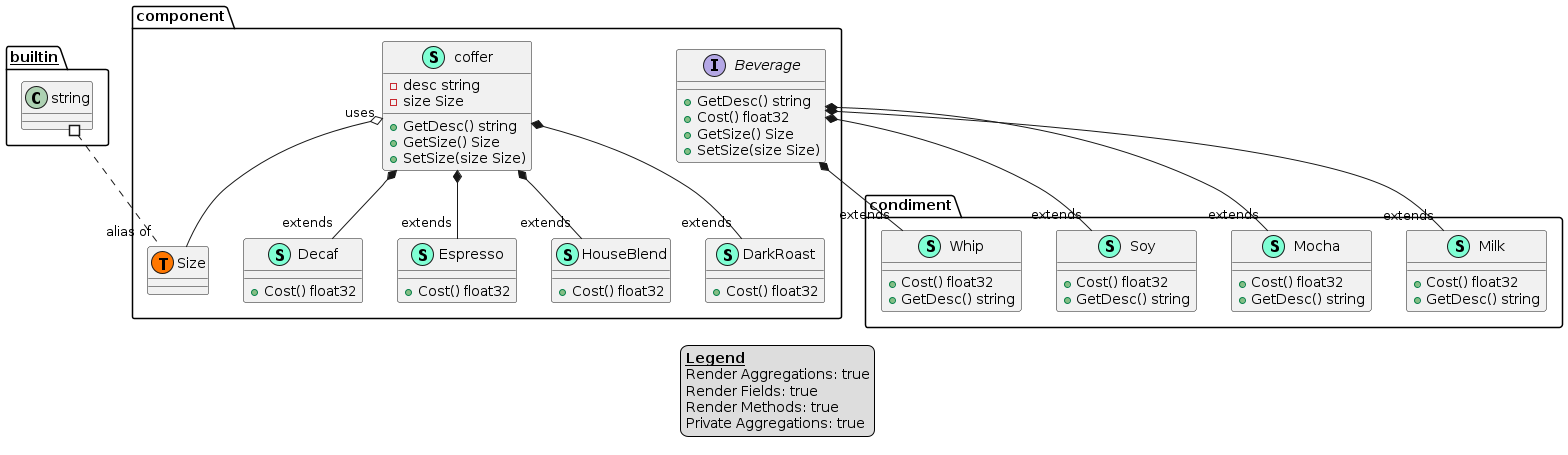 component
builtin
C string
S coffer
desc string
size Size
GetDesc() string
GetSize() Size
SetSize(size Size)
I Beverage
GetDesc() string
Cost() float32
GetSize() Size
SetSize(size Size)
uses
alias of
extends
extends
extends
extends
extends
extends
extends
extends
condiment
T Size
S Decaf
Cost() float32
S Espresso
Cost() float32
S HouseBlend
Cost() float32
S DarkRoast
Cost() float32
S Whip
Cost() float32
GetDesc() string
S Soy
Cost() float32
GetDesc() string
S Mocha
Cost() float32
GetDesc() string
S Milk
Cost() float32
GetDesc() string
Legend
Render Aggregations: true
Render Fields: true
Render Methods: true
Private Aggregations: true